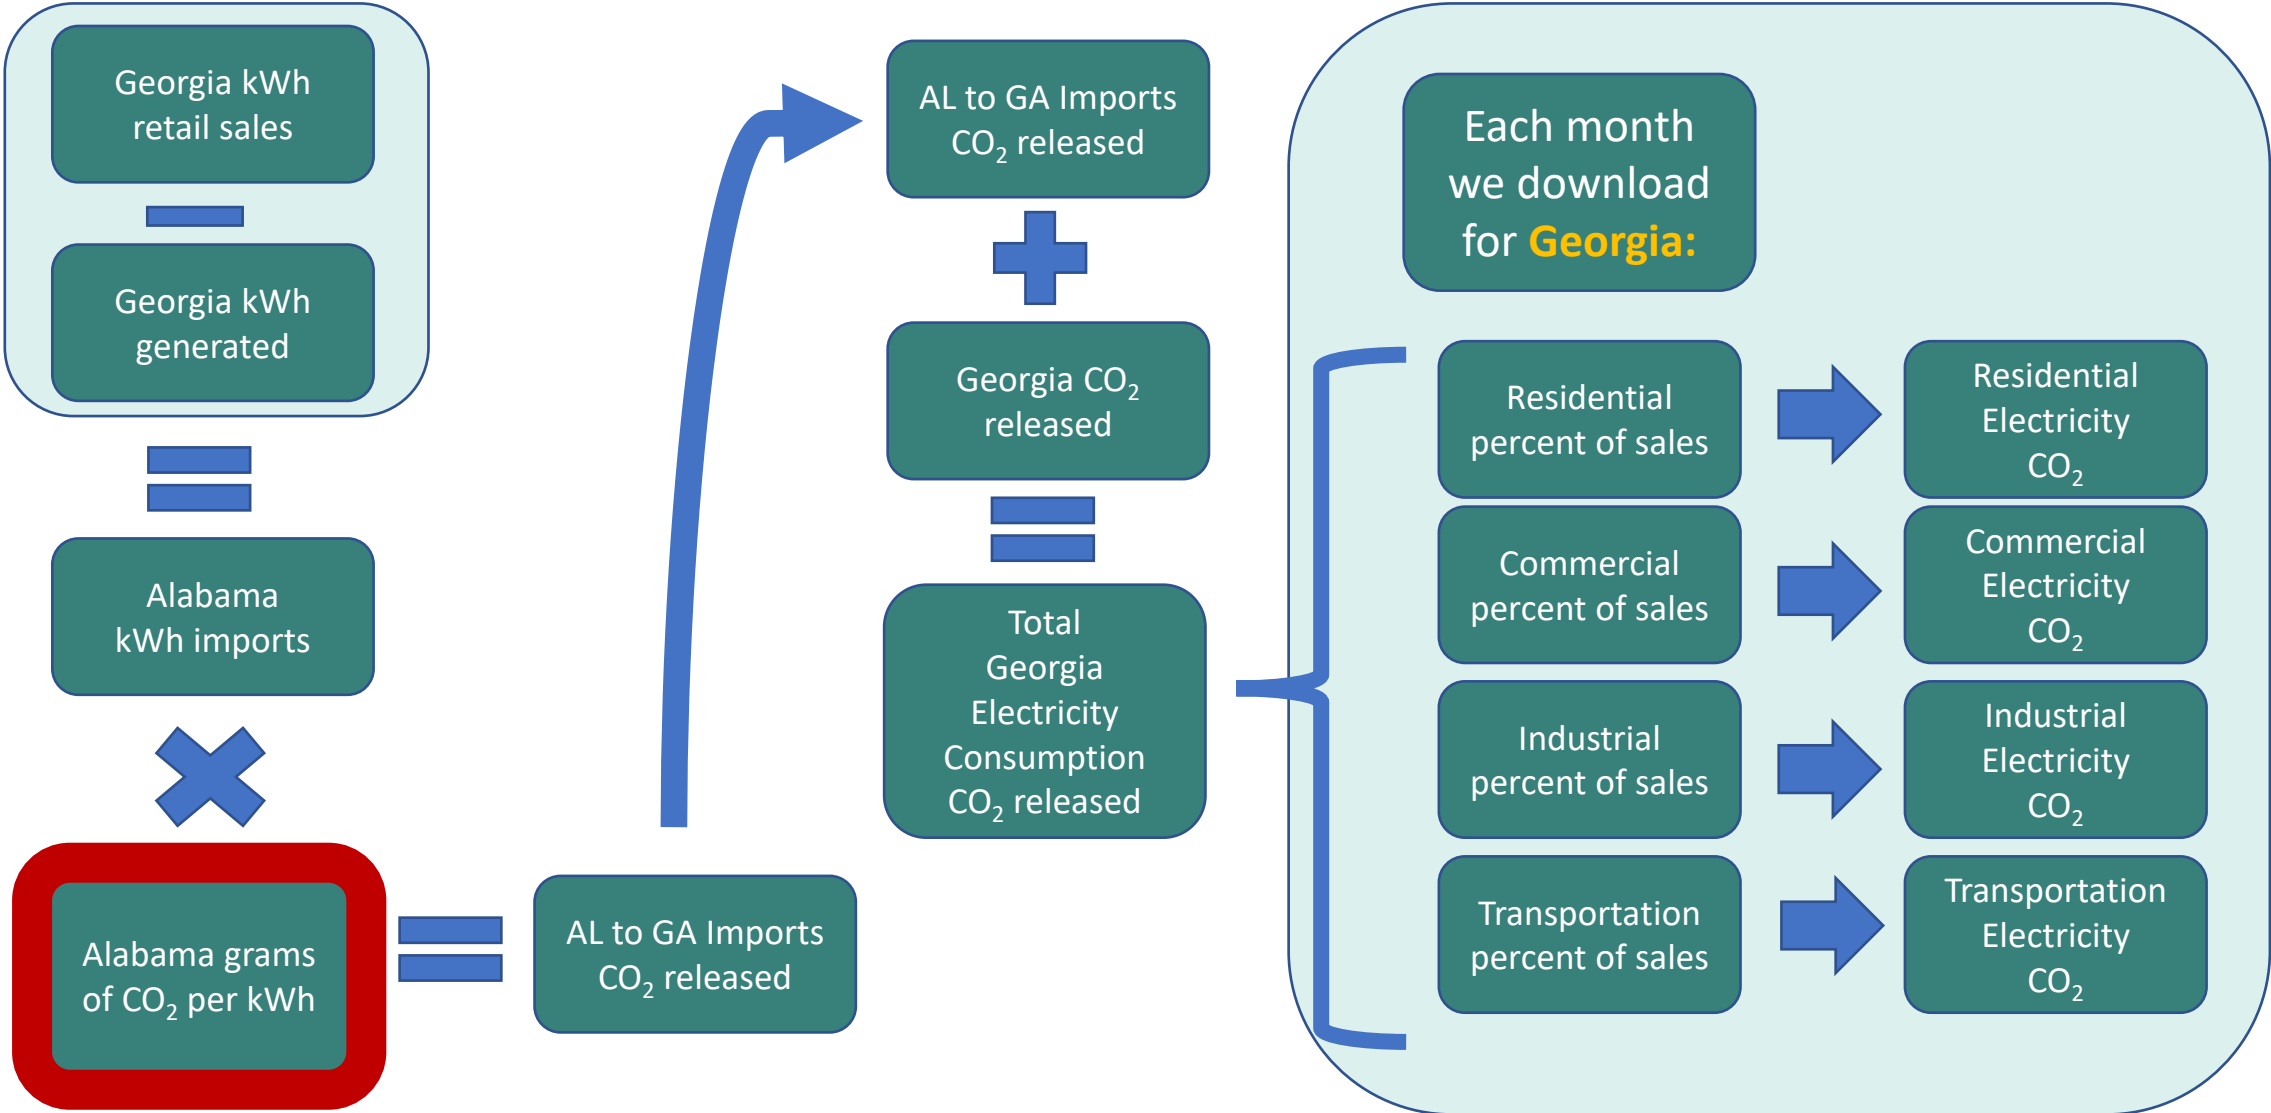 Georgia kWh
retail sales
Georgia kWh
generated
Alabama
kWh imports
Alabama grams
of CO₂ per kWh
AL to GA Imports
CO₂ released
AL to GA Imports
CO₂ released
Georgia CO₂
released
Total
Georgia
Electricity
Consumption
CO₂ released
Each month
we download
for Georgia:
Residential
percent of sales
Residential
Electricity
CO₂
Commercial
percent of sales
Commercial
Electricity
CO₂
Industrial
percent of sales
Industrial
Electricity
CO₂
Transportation
percent of sales
Transportation
Electricity
CO₂